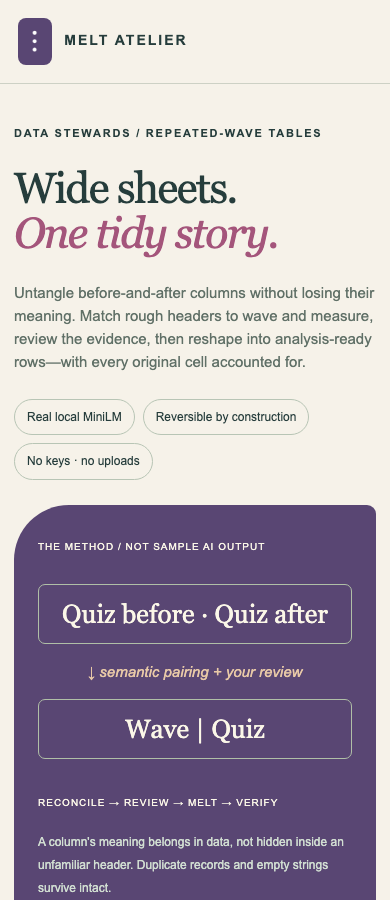 MELT ATELIER
DATA STEWARDS / REPEATED-WAVE TABLES
Wide sheets.
One tidy story.
Untangle before-and-after columns without losing their
meaning. Match rough headers to wave and measure,
review the evidence, then reshape into analysis-ready
rows—with every original cell accounted for.
Real local MiniLM
Reversible by construction
No keys · no uploads
THE METHOD / NOT SAMPLE AI OUTPUT
Quiz before · Quiz after
↓ semantic pairing + your review
Wave | Quiz
RECONCILE → REVIEW → MELT → VERIFY
A column's meaning belongs in data, not hidden inside an
unfamiliar header. Duplicate records and empty strings
survive intact.